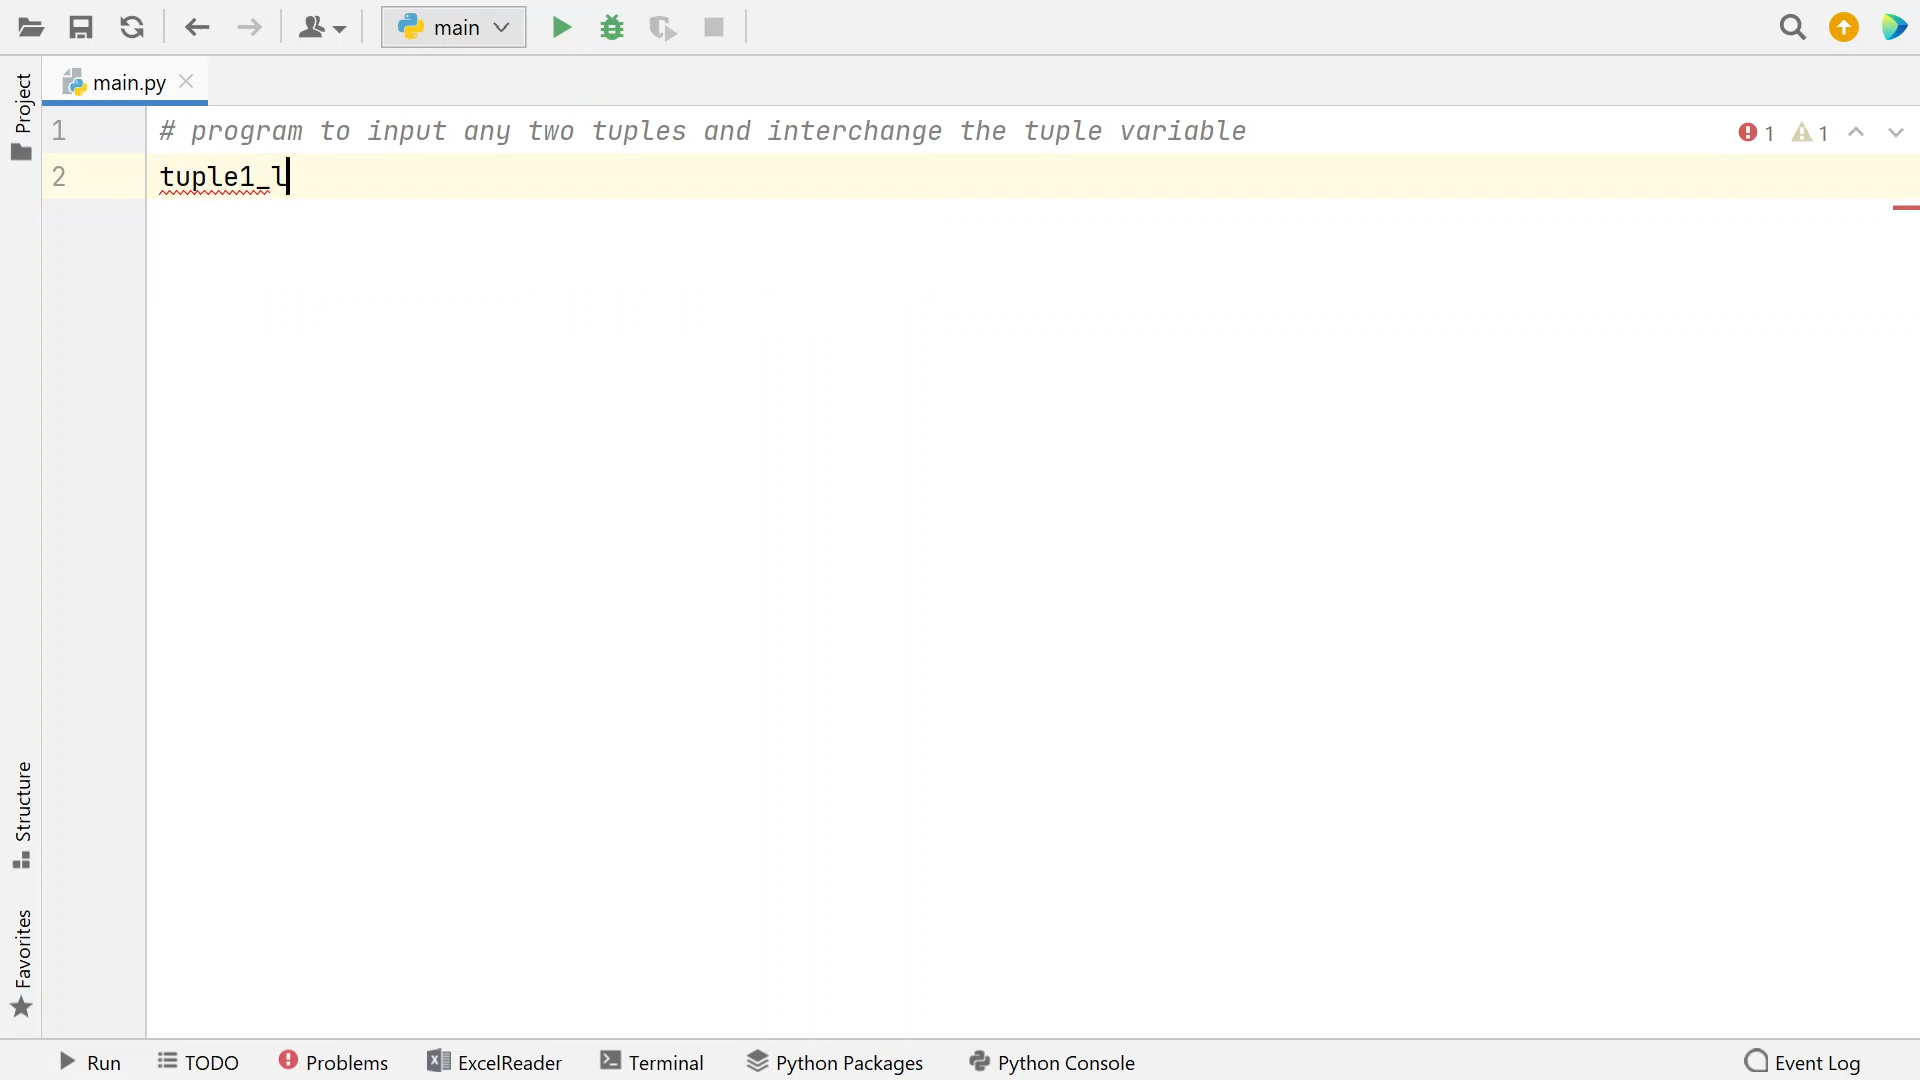 main
Project
main.py
1 # program to input any two tuples and interchange the tuple variable
1 1
2 tuple1_l
Structure
Favorites
Run TODO Problems ExcelReader Terminal Python Packages Python Console Event Log